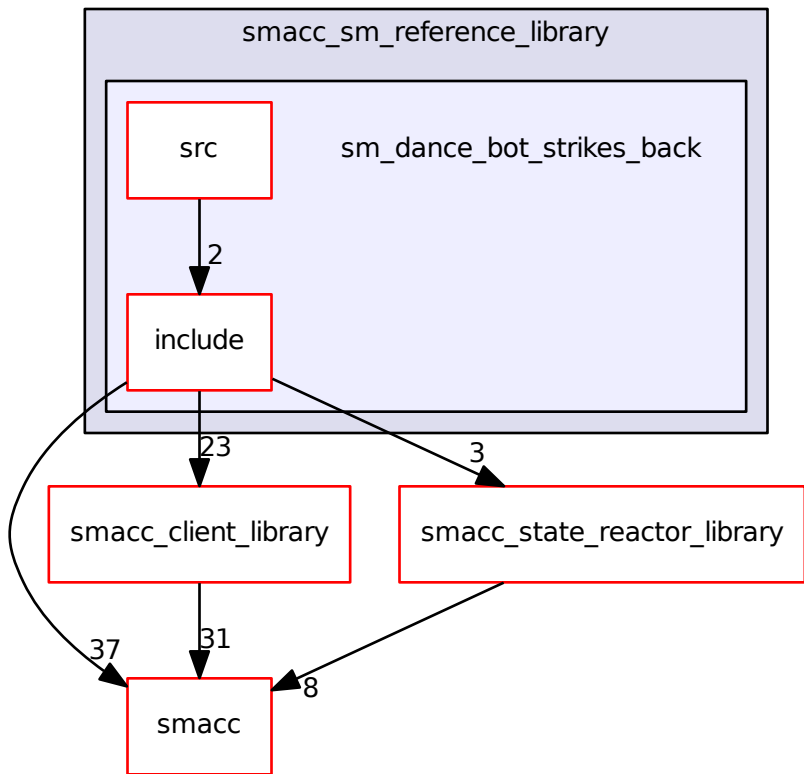 smacc_sm_reference_library
src
sm_dance_bot_strikes_back
2
include
23
3
smacc_client_library
smacc_state_reactor_library
37
31
8
smacc